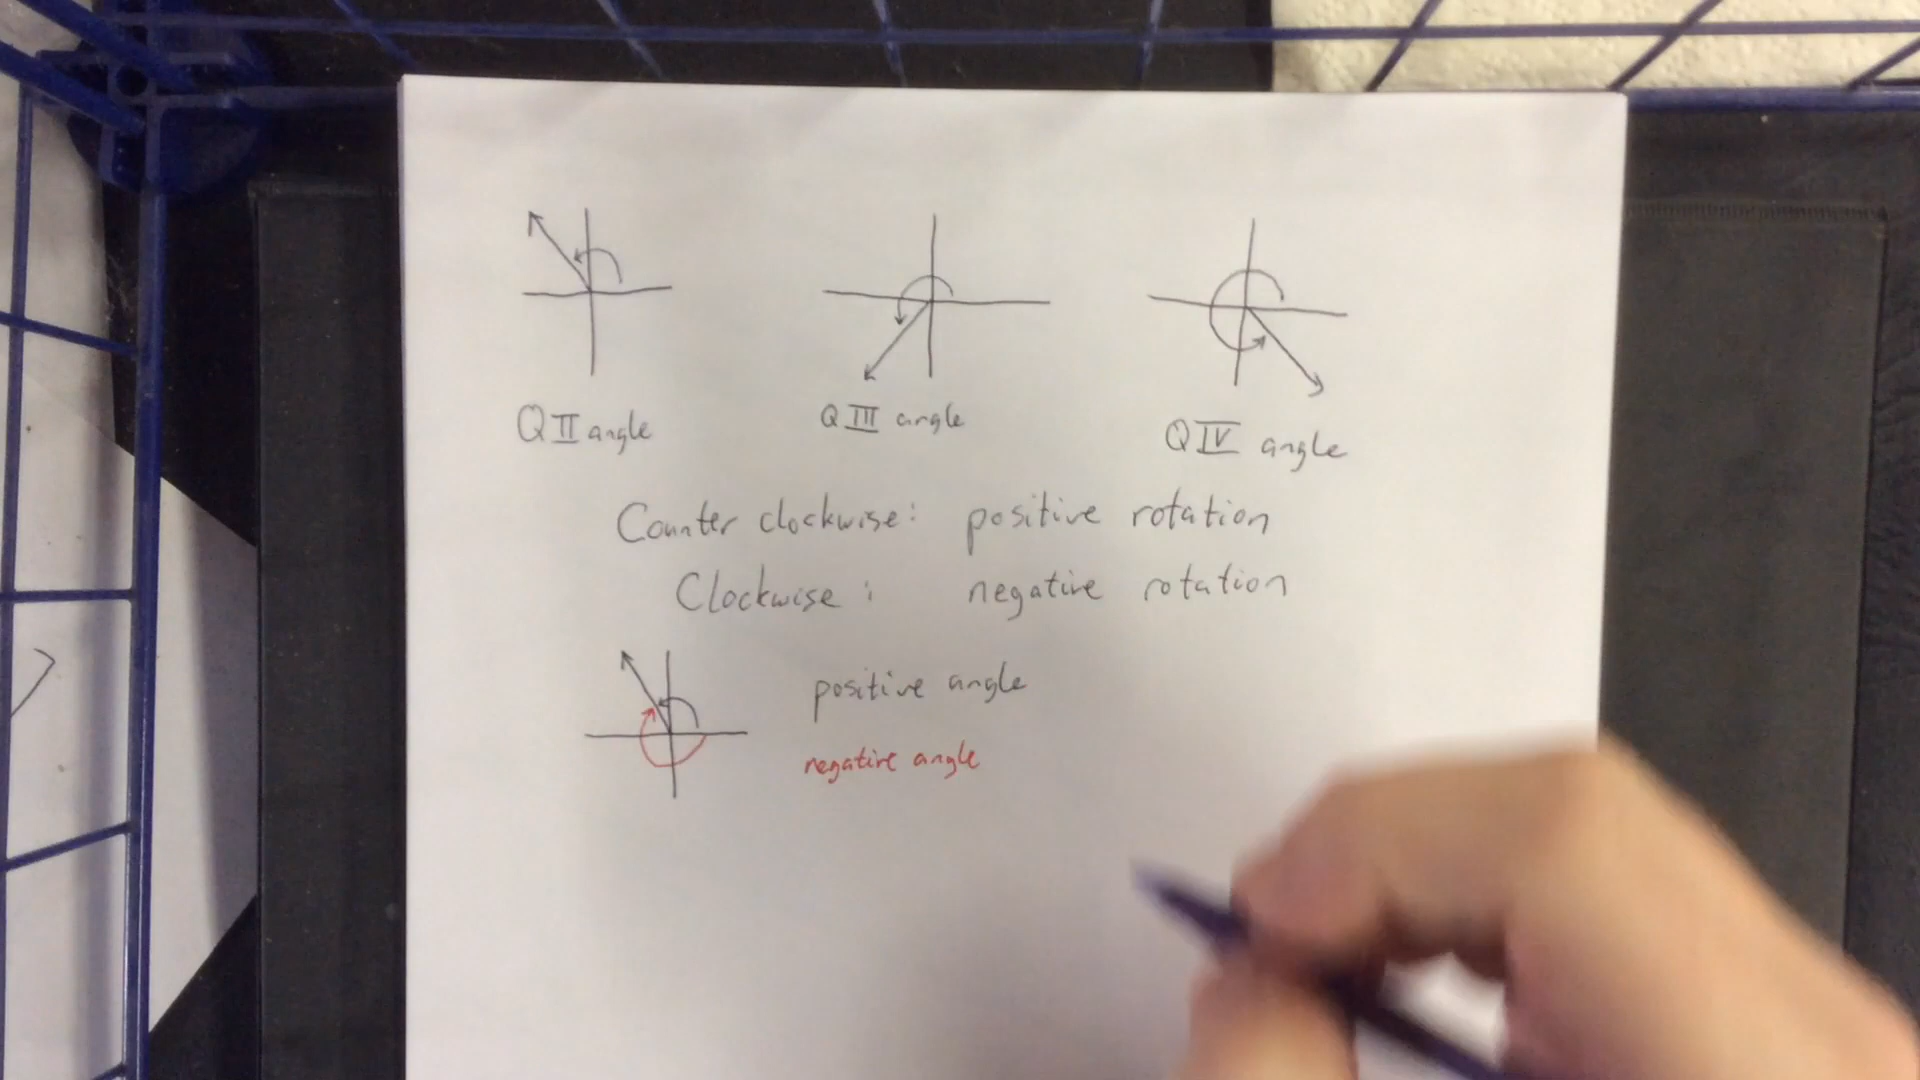 Q II angle
Q III angle
Q IV angle
Counter clockwise: positive rotation
Clockwise: negative rotation
positive angle
negative angle